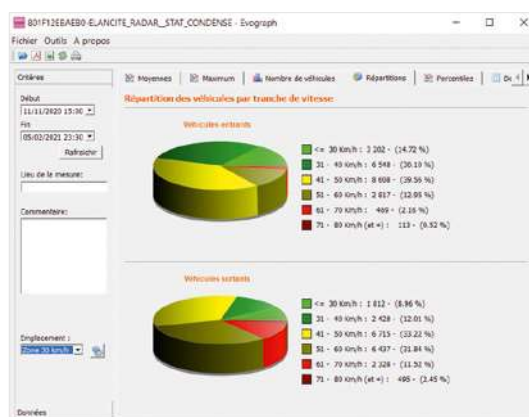 801F12EBAEB0-ELANCITE_RADAR_STAT_CONDENSE - Evograph
Fichier Outils A propos
Critères
Moyennes
Maximum
Nombre de véhicules
Répartitions
Percentiles
Début
11/11/2020 15:30
Fin
05/02/2021 23:30
Rafraichir
Lieu de la mesure:
Commentaire:
Emplacement :
Zone 30 km/h
Données
Répartition des véhicules par tranche de vitesse
Véhicules entrants
<= 30 Km/h : 3 202 - (14.72 %)
31 - 40 Km/h : 6 548 - (30.10 %)
41 - 50 Km/h : 8 608 - (39.56 %)
51 - 60 Km/h : 2 817 - (12.95 %)
61 - 70 Km/h : 469 - (2.16 %)
71 - 80 Km/h (et +) : 113 - (0.52 %)
Véhicules sortants
<= 30 Km/h : 1 812 - (8.96 %)
31 - 40 Km/h : 2 428 - (12.01 %)
41 - 50 Km/h : 6 715 - (33.22 %)
51 - 60 Km/h : 6 437 - (31.84 %)
61 - 70 Km/h : 2 328 - (11.52 %)
71 - 80 Km/h (et +) : 495 - (2.45 %)